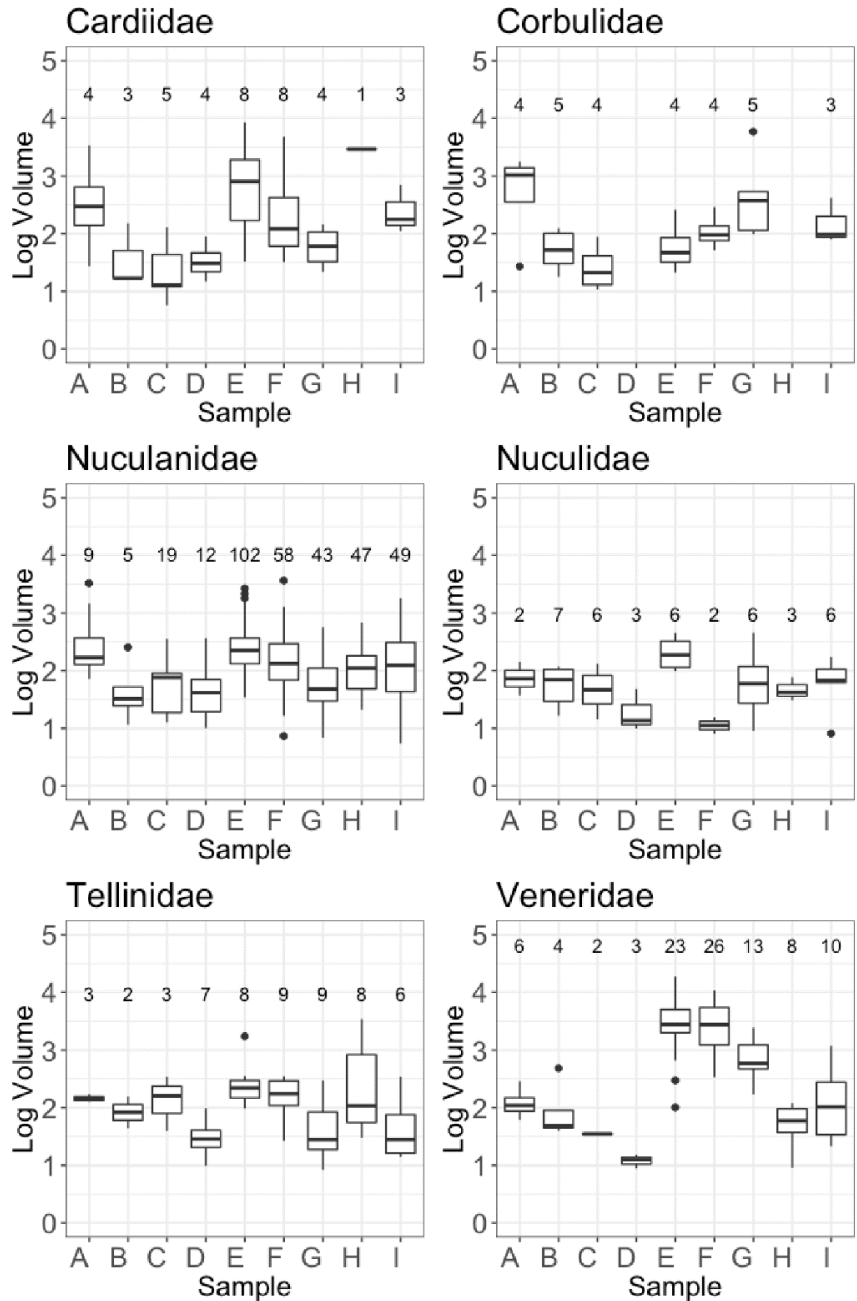 Cardiidae
Corbulidae
5
4
3
2
1
0
Log Volume
4 3 5 4 8 8 4 1 3
A B C D E F G H I
Sample
5
4
3
2
1
0
Log Volume
4 5 4 4 4 5 3
A B C D E F G H I
Sample
Nuculanidae
Nuculidae
5
4
3
2
1
0
Log Volume
9 5 19 12 102 58 43 47 49
A B C D E F G H I
Sample
5
4
3
2
1
0
Log Volume
2 7 6 3 6 2 6 3 6
A B C D E F G H I
Sample
Tellinidae
Veneridae
5
4
3
2
1
0
Log Volume
3 2 3 7 8 9 9 8 6
A B C D E F G H I
Sample
5
4
3
2
1
0
Log Volume
6 4 2 3 23 26 13 8 10
A B C D E F G H I
Sample